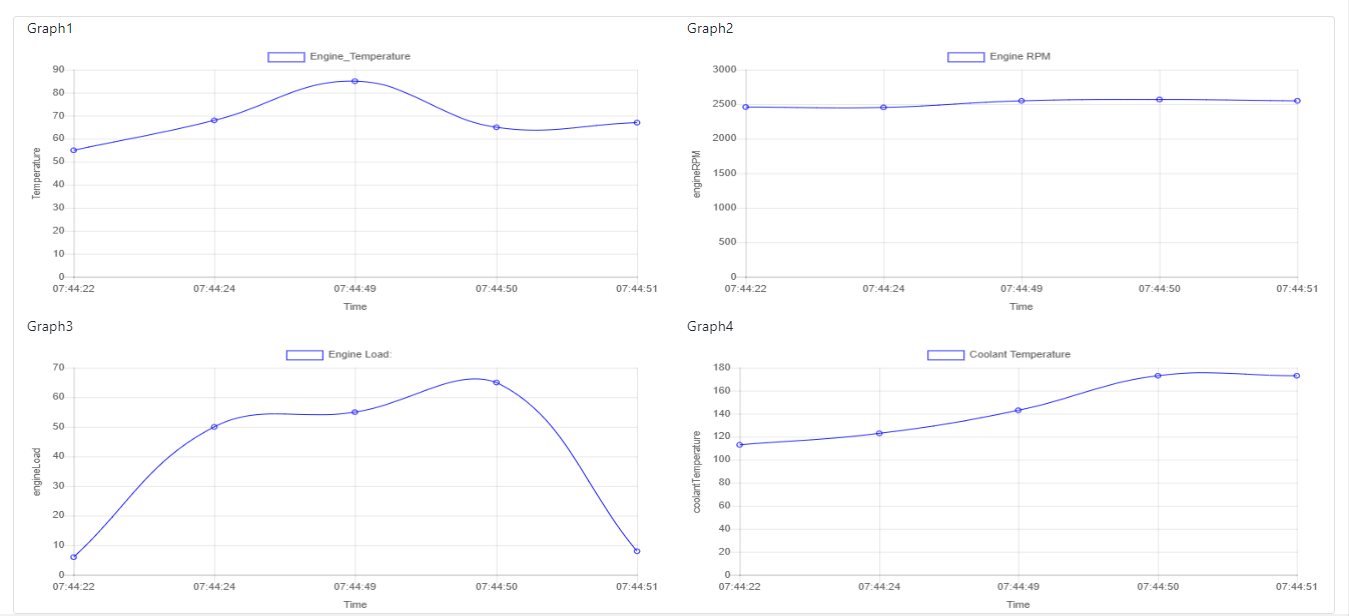 Graph1
Engine_Temperature
90
80
70
60
50
40
30
20
10
0
Temperature
07:44:22 07:44:24 07:44:49 07:44:50 07:44:51
Time
Graph2
Engine RPM
3000
2500
2000
1500
1000
500
0
engineRPM
07:44:22 07:44:24 07:44:49 07:44:50 07:44:51
Time
Graph3
Engine Load:
70
60
50
40
30
20
10
0
engineLoad
07:44:22 07:44:24 07:44:49 07:44:50 07:44:51
Time
Graph4
Coolant Temperature
180
160
140
120
100
80
60
40
20
0
coolantTemperature
07:44:22 07:44:24 07:44:49 07:44:50 07:44:51
Time